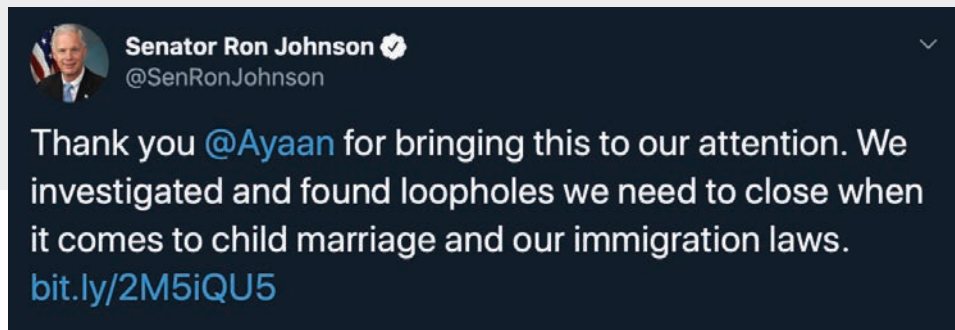 Senator Ron Johnson
@SenRonJohnson
Thank you @Ayaan for bringing this to our attention. We
investigated and found loopholes we need to close when
it comes to child marriage and our immigration laws.
bit.ly/2M5iQU5